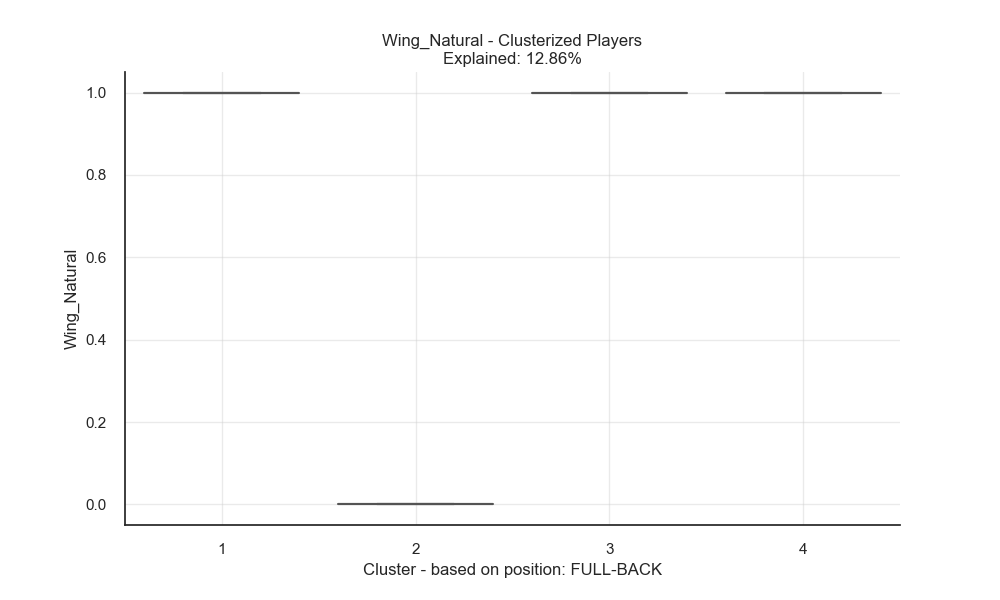 Wing_Natural - Clusterized Players
Explained: 12.86%
Wing_Natural
1.0
0.8
0.6
0.4
0.2
0.0
1 2 3 4
Cluster - based on position: FULL-BACK